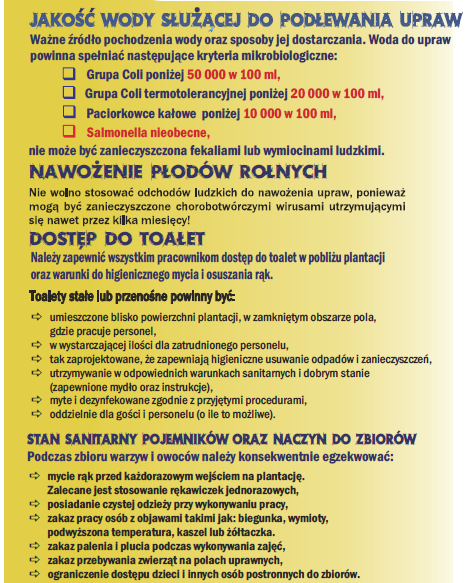 JAKOŚĆ WODY SŁUŻĄCEJ DO PODLEWANIA UPRAW
Ważne źródło pochodzenia wody oraz sposoby jej dostarczania. Woda do upraw
powinna spełniać następujące kryteria mikrobiologiczne:
❑ Grupa Coli poniżej 50 000 w 100 ml,
❑ Grupa Coli termotolerancyjnej poniżej 20 000 w 100 ml,
❑ Paciorkowce kałowe poniżej 10 000 w 100 ml,
❑ Salmonella nieobecne,
nie może być zanieczyszczona fekaliami lub wymiocinami ludzkimi.
NAWOŻENIE PŁODÓW ROLNYCH
Nie wolno stosować odchodów ludzkich do nawożenia upraw, ponieważ
mogą być zanieczyszczone chorobotwórczymi wirusami utrzymującymi
się nawet przez kilka miesięcy!
DOSTĘP DO TOALET
Należy zapewnić wszystkim pracownikom dostęp do toalet w pobliżu plantacji
oraz warunki do higienicznego mycia i osuszania rąk.
Toalety stałe lub przenośne powinny być:
⇨ umieszczone blisko powierzchni plantacji, w zamkniętym obszarze pola,
gdzie pracuje personel,
⇨ w wystarczającej ilości dla zatrudnionego personelu,
⇨ tak zaprojektowane, że zapewniają higieniczne usuwanie odpadów i zanieczyszczeń,
⇨ utrzymywanie w odpowiednich warunkach sanitarnych i dobrym stanie
(zapewnione mydło oraz instrukcje),
⇨ myte i dezynfekowane zgodnie z przyjętymi procedurami,
⇨ oddzielnie dla gości i personelu (o ile to możliwe).
STAN SANITARNY POJEMNIKÓW ORAZ NACZYN DO ZBIORÓW
Podczas zbioru warzyw i owoców należy konsekwentnie egzekwować:
⇨ mycie rąk przed każdorazowym wejściem na plantację.
Zalecane jest stosowanie rękawiczek jednorazowych,
⇨ posiadanie czystej odzieży przy wykonywaniu pracy,
⇨ zakaz pracy osób z objawami takimi jak: biegunka, wymioty,
podwyższona temperatura, kaszel lub żółtaczka.
⇨ zakaz palenia i plucia podczas wykonywania zajęć,
⇨ zakaz przebywania zwierząt na polach uprawnych,
⇨ ograniczenie dostępu dzieci i innych osób postronnych do zbiorów.